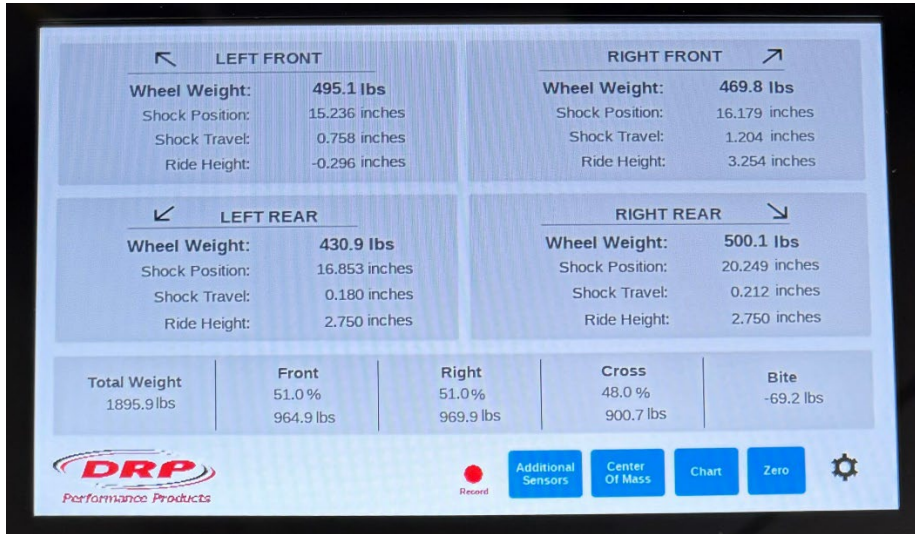 LEFT FRONT
Wheel Weight: 495.1 lbs
Shock Position: 15.236 inches
Shock Travel: 0.758 inches
Ride Height: -0.296 inches
RIGHT FRONT
Wheel Weight: 469.8 lbs
Shock Position: 16.179 inches
Shock Travel: 1.204 inches
Ride Height: 3.254 inches
LEFT REAR
Wheel Weight: 430.9 lbs
Shock Position: 16.853 inches
Shock Travel: 0.180 inches
Ride Height: 2.750 inches
RIGHT REAR
Wheel Weight: 500.1 lbs
Shock Position: 20.249 inches
Shock Travel: 0.212 inches
Ride Height: 2.750 inches
Total Weight
1895.9 lbs
Front
51.0 %
964.9 lbs
Right
51.0 %
969.9 lbs
Cross
48.0 %
900.7 lbs
Bite
-69.2 lbs
DRP
Performance Products
Record
Additional
Sensors
Center
Of Mass
Chart
Zero